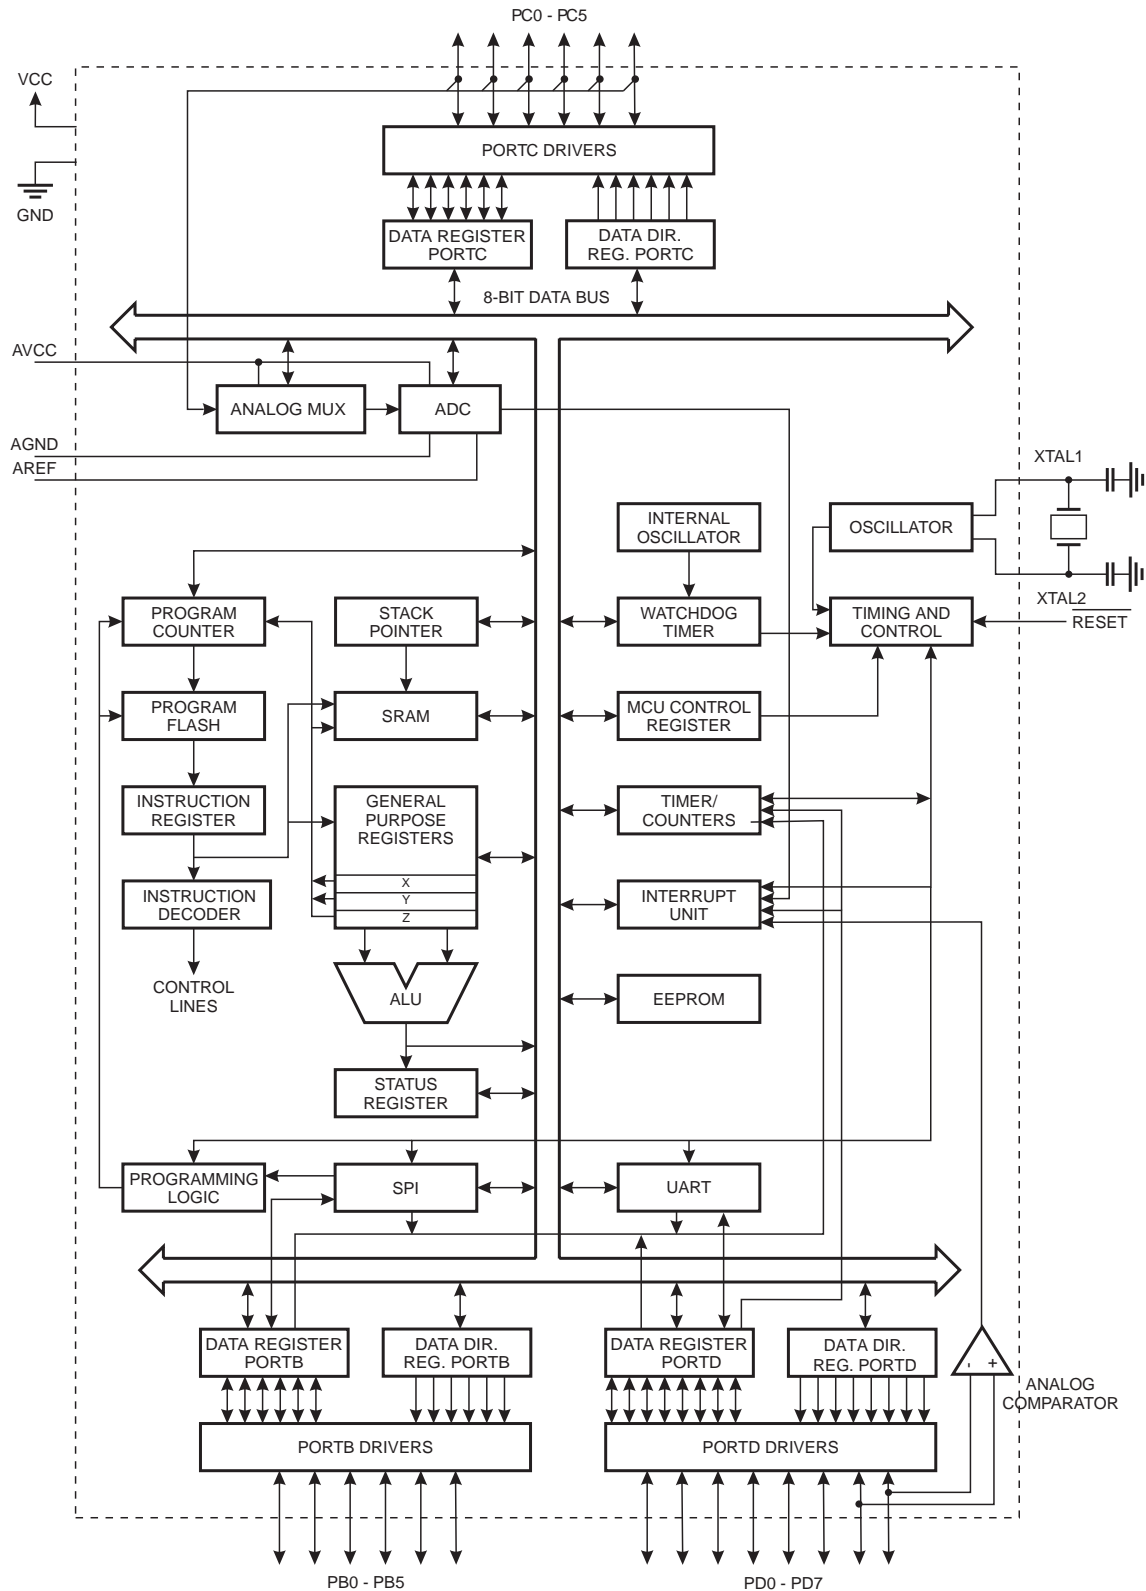 PC0 - PC5
VCC
PORTC DRIVERS
GND
DATA REGISTER
PORTC
DATA DIR.
REG. PORTC
8-BIT DATA BUS
AVCC
ANALOG MUX
ADC
AGND
AREF
XTAL1
INTERNAL
OSCILLATOR
OSCILLATOR
XTAL2
PROGRAM
COUNTER
STACK
POINTER
WATCHDOG
TIMER
TIMING AND
CONTROL
RESET
PROGRAM
FLASH
SRAM
MCU CONTROL
REGISTER
INSTRUCTION
REGISTER
GENERAL
PURPOSE
REGISTERS
TIMER/
COUNTERS
X
Y
Z
INSTRUCTION
DECODER
INTERRUPT
UNIT
CONTROL
LINES
ALU
EEPROM
STATUS
REGISTER
PROGRAMMING
LOGIC
SPI
UART
DATA REGISTER
PORTB
DATA DIR.
REG. PORTB
DATA REGISTER
PORTD
DATA DIR.
REG. PORTD
- +
ANALOG
COMPARATOR
PORTB DRIVERS
PORTD DRIVERS
PB0 - PB5
PD0 - PD7